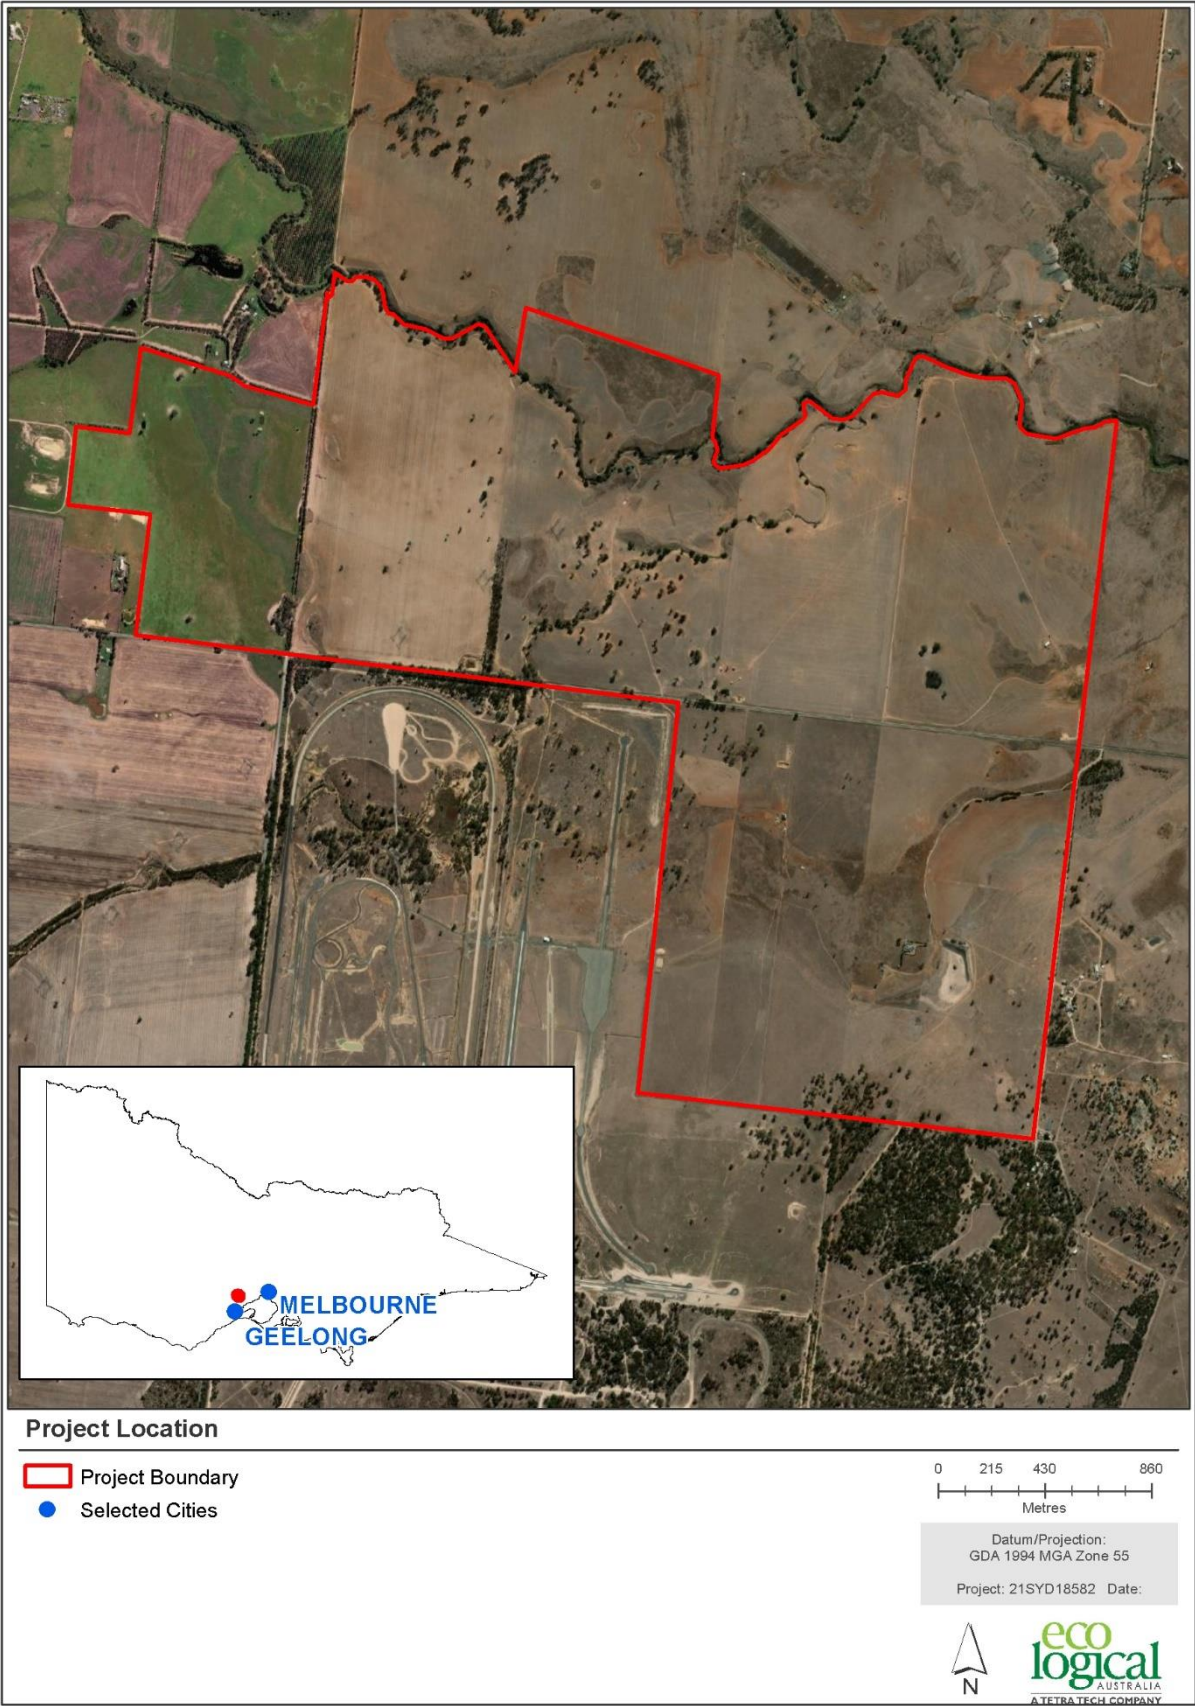 MELBOURNE
GEELONG
Project Location
Project Boundary
Selected Cities
0 215 430 860
Metres
Datum/Projection:
GDA 1994 MGA Zone 55
Project: 21SYD18582 Date:
N
eco
logical
AUSTRALIA
A TETRA TECH COMPANY